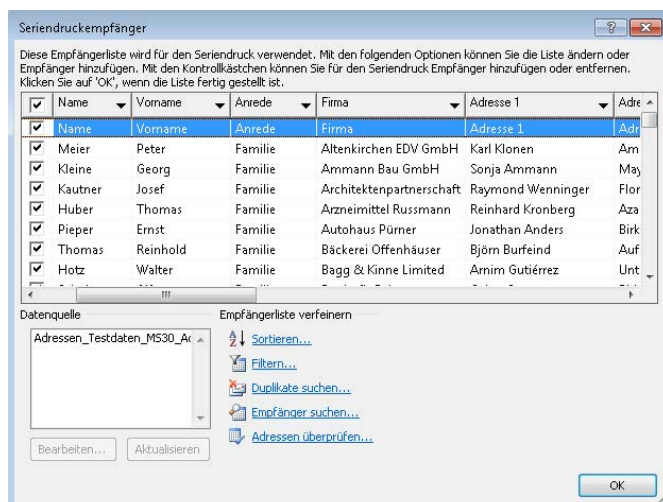 Seriendruckempfänger
Diese Empfängerliste wird für den Seriendruck verwendet. Mit den folgenden Optionen können Sie die Liste ändern oder
Empfänger hinzufügen. Mit den Kontrollkästchen können Sie für den Seriendruck Empfänger hinzufügen oder entfernen.
Klicken Sie auf 'OK', wenn die Liste fertig gestellt ist.
Name Vorname Anrede Firma Adresse 1 Adre
Name Vorname Anrede Firma Adresse 1 Adr
Meier Peter Familie Altenkirchen EDV GmbH Karl Klonen Am
Kleine Georg Familie Ammann Bau GmbH Sonja Ammann May
Kautner Josef Familie Architektenpartnerschaft Raymond Wenninger Flor
Huber Thomas Familie Arzneimittel Russmann Reinhard Kronberg Aza
Pieper Ernst Familie Autohaus Pürner Jonathan Anders Birk
Thomas Reinhold Familie Bäckerei Offenhäuser Björn Burfeind Auf
Hotz Walter Familie Bagg & Kinne Limited Arnim Gutiérrez Unt
Datenquelle Empfängerliste verfeinern
Adressen_Testdaten_MS30_Ac
Sortieren...
Filtern...
Duplikate suchen...
Empfänger suchen...
Adressen überprüfen...
Bearbeiten... Aktualisieren
OK